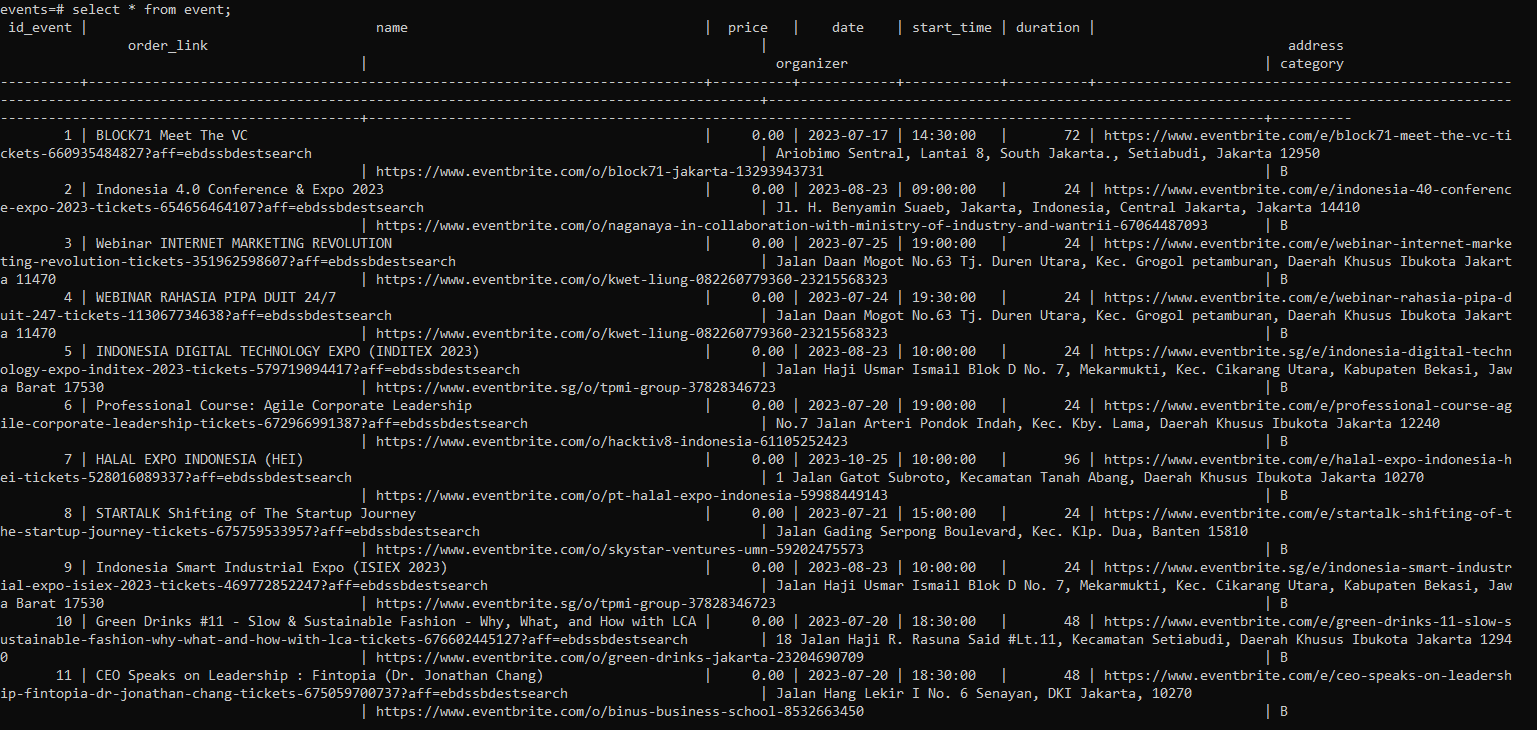 events=# select * from event;
id_event | name | price | date | start_time | duration |
order_link | address
| organizer | category
----------+-----------------------------------------------------------------------------+----------+------------+------------+----------+----------------------------------------------------
-----------------------------------------------------------------------------------------------+---------------------------------------------------------------------------------------------
---------------------------------------------+----------------------------------------------------------------------------------------------------------------+----------
1 | BLOCK71 Meet The VC | 0.00 | 2023-07-17 | 14:30:00 | 72 | https://www.eventbrite.com/e/block71-meet-the-vc-ti
ckets-660935484827?aff=ebdssbdestsearch | Ariobimo Sentral, Lantai 8, South Jakarta., Setiabudi, Jakarta 12950
| https://www.eventbrite.com/o/block71-jakarta-13293943731 | B
2 | Indonesia 4.0 Conference & Expo 2023 | 0.00 | 2023-08-23 | 09:00:00 | 24 | https://www.eventbrite.com/e/indonesia-40-conferenc
e-expo-2023-tickets-654656464107?aff=ebdssbdestsearch | Jl. H. Benyamin Suaeb, Jakarta, Indonesia, Central Jakarta, Jakarta 14410
| https://www.eventbrite.com/o/naganaya-in-collaboration-with-ministry-of-industry-and-wantrii-67064487093 | B
3 | Webinar INTERNET MARKETING REVOLUTION | 0.00 | 2023-07-25 | 19:00:00 | 24 | https://www.eventbrite.com/e/webinar-internet-marke
ting-revolution-tickets-351962598607?aff=ebdssbdestsearch | Jalan Daan Mogot No.63 Tj. Duren Utara, Kec. Grogol petamburan, Daerah Khusus Ibukota Jakart
a 11470 | https://www.eventbrite.com/o/kwet-liung-082260779360-23215568323 | B
4 | WEBINAR RAHASIA PIPA DUIT 24/7 | 0.00 | 2023-07-24 | 19:30:00 | 24 | https://www.eventbrite.com/e/webinar-rahasia-pipa-d
uit-247-tickets-113067734638?aff=ebdssbdestsearch | Jalan Daan Mogot No.63 Tj. Duren Utara, Kec. Grogol petamburan, Daerah Khusus Ibukota Jakart
a 11470 | https://www.eventbrite.com/o/kwet-liung-082260779360-23215568323 | B
5 | INDONESIA DIGITAL TECHNOLOGY EXPO (INDITEX 2023) | 0.00 | 2023-08-23 | 10:00:00 | 24 | https://www.eventbrite.sg/e/indonesia-digital-techn
ology-expo-inditex-2023-tickets-579719094417?aff=ebdssbdestsearch | Jalan Haji Usmar Ismail Blok D No. 7, Mekarmukti, Kec. Cikarang Utara, Kabupaten Bekasi, Jaw
a Barat 17530 | https://www.eventbrite.sg/o/tpmi-group-37828346723 | B
6 | Professional Course: Agile Corporate Leadership | 0.00 | 2023-07-20 | 19:00:00 | 24 | https://www.eventbrite.com/e/professional-course-ag
ile-corporate-leadership-tickets-672966991387?aff=ebdssbdestsearch | No.7 Jalan Arteri Pondok Indah, Kec. Kby. Lama, Daerah Khusus Ibukota Jakarta 12240
| https://www.eventbrite.com/o/hacktiv8-indonesia-61105252423 | B
7 | HALAL EXPO INDONESIA (HEI) | 0.00 | 2023-10-25 | 10:00:00 | 96 | https://www.eventbrite.com/e/halal-expo-indonesia-h
ei-tickets-528016089337?aff=ebdssbdestsearch | 1 Jalan Gatot Subroto, Kecamatan Tanah Abang, Daerah Khusus Ibukota Jakarta 10270
| https://www.eventbrite.com/o/pt-halal-expo-indonesia-59988449143 | B
8 | STARTALK Shifting of The Startup Journey | 0.00 | 2023-07-21 | 15:00:00 | 24 | https://www.eventbrite.com/e/startalk-shifting-of-t
he-startup-journey-tickets-675759533957?aff=ebdssbdestsearch | Jalan Gading Serpong Boulevard, Kec. Klp. Dua, Banten 15810
| https://www.eventbrite.com/o/skystar-ventures-umn-59202475573 | B
9 | Indonesia Smart Industrial Expo (ISIEX 2023) | 0.00 | 2023-08-23 | 10:00:00 | 24 | https://www.eventbrite.sg/e/indonesia-smart-industr
ial-expo-isiex-2023-tickets-469772852247?aff=ebdssbdestsearch | Jalan Haji Usmar Ismail Blok D No. 7, Mekarmukti, Kec. Cikarang Utara, Kabupaten Bekasi, Jaw
a Barat 17530 | https://www.eventbrite.sg/o/tpmi-group-37828346723 | B
10 | Green Drinks #11 - Slow & Sustainable Fashion - Why, What, and How with LCA | 0.00 | 2023-07-20 | 18:30:00 | 48 | https://www.eventbrite.com/e/green-drinks-11-slow-s
ustainable-fashion-why-what-and-how-with-lca-tickets-676602445127?aff=ebdssbdestsearch | 18 Jalan Haji R. Rasuna Said #Lt.11, Kecamatan Setiabudi, Daerah Khusus Ibukota Jakarta 1294
0 | https://www.eventbrite.com/o/green-drinks-jakarta-23204690709 | B
11 | CEO Speaks on Leadership : Fintopia (Dr. Jonathan Chang) | 0.00 | 2023-07-20 | 18:30:00 | 48 | https://www.eventbrite.com/e/ceo-speaks-on-leadersh
ip-fintopia-dr-jonathan-chang-tickets-675059700737?aff=ebdssbdestsearch | Jalan Hang Lekir I No. 6 Senayan, DKI Jakarta, 10270
| https://www.eventbrite.com/o/binus-business-school-8532663450 | B